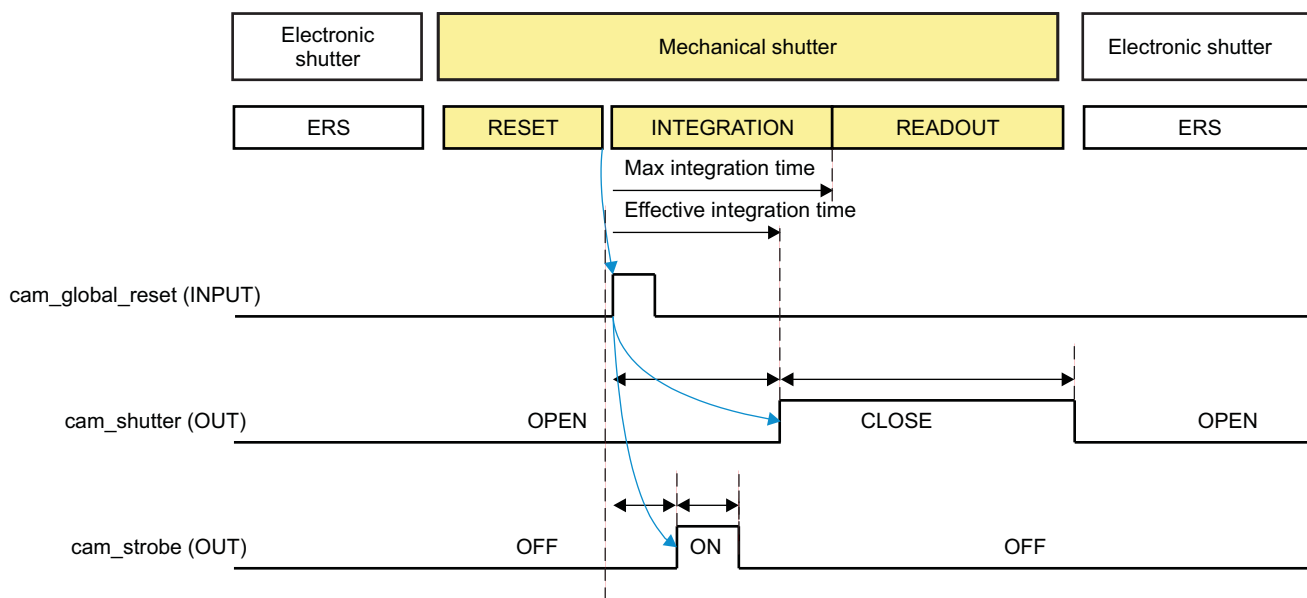 Electronic
shutter
Mechanical shutter
Electronic shutter
ERS
RESET
INTEGRATION
READOUT
ERS
Max integration time
Effective integration time
cam_global_reset (INPUT)
cam_shutter (OUT)
OPEN
CLOSE
OPEN
cam_strobe (OUT)
OFF
ON
OFF